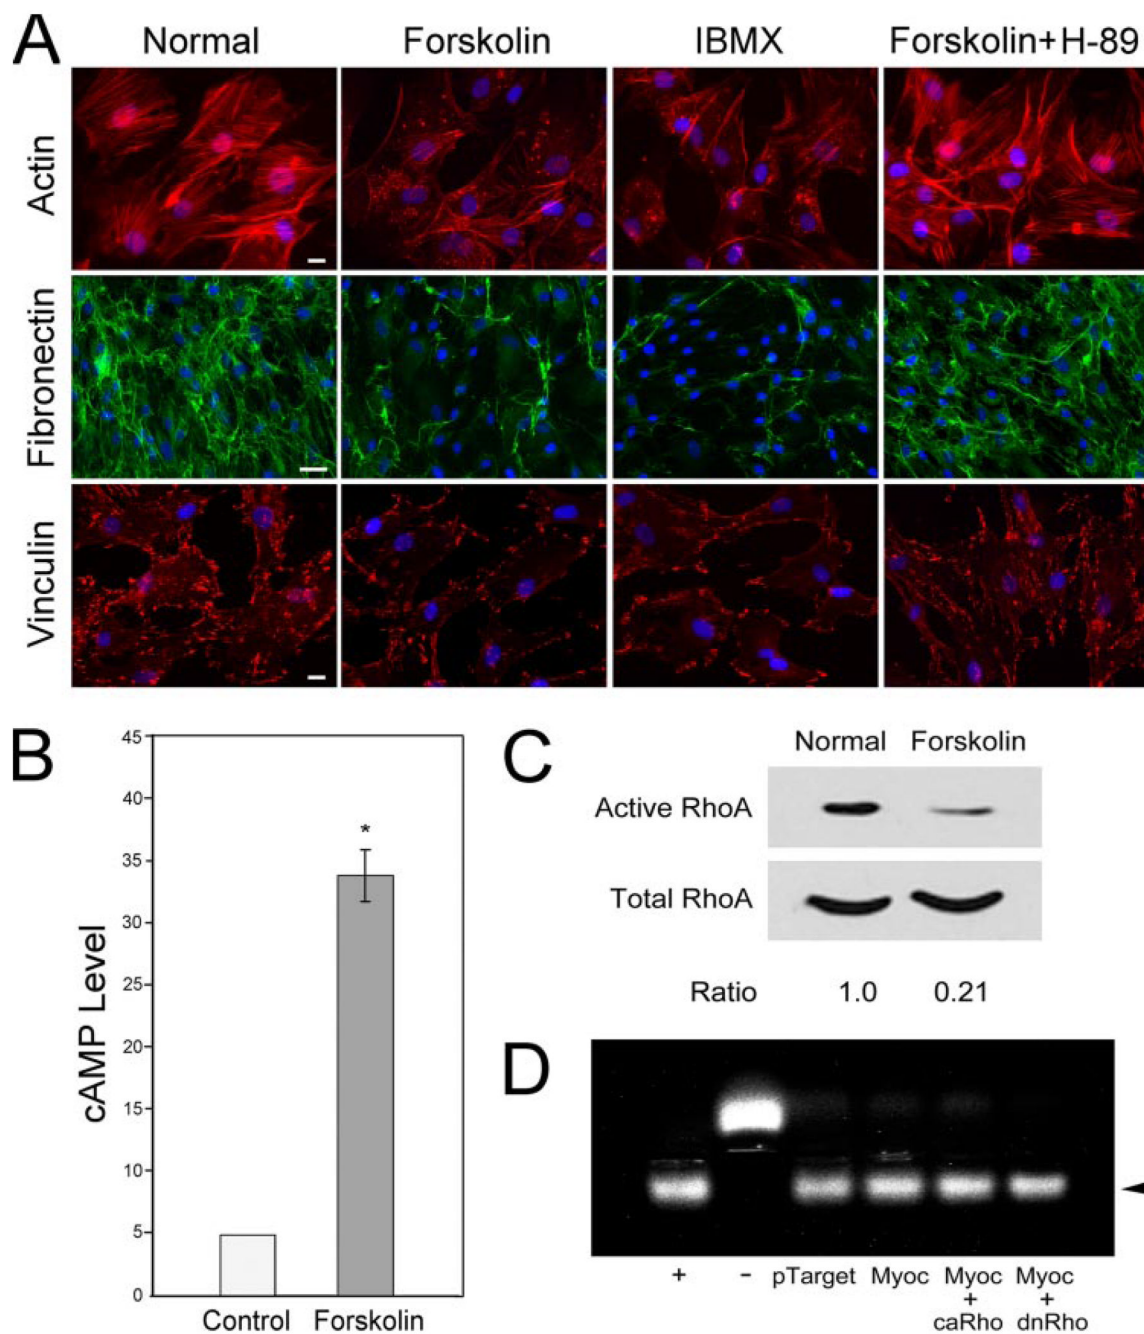 A
Normal Forskolin IBMX Forskolin+H-89
Actin
Fibronectin
Vinculin
B
45
40
35
30
25
20
15
10
5
0
cAMP Level
*
Control Forskolin
C
Normal Forskolin
Active RhoA
Total RhoA
Ratio 1.0 0.21
D
+ - pTarget Myoc Myoc Myoc
+ +
caRho dnRho